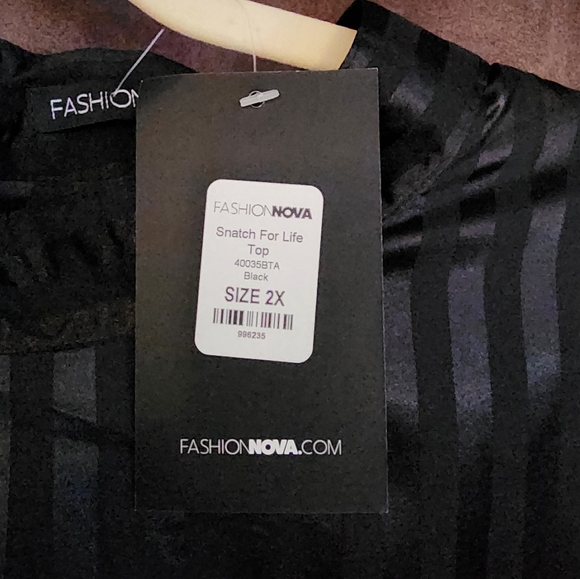 FASHION
FASHIONNOVA
Snatch For Life
Top
40035BTA
Black
SIZE 2X
996235
FASHIONNOVA.COM